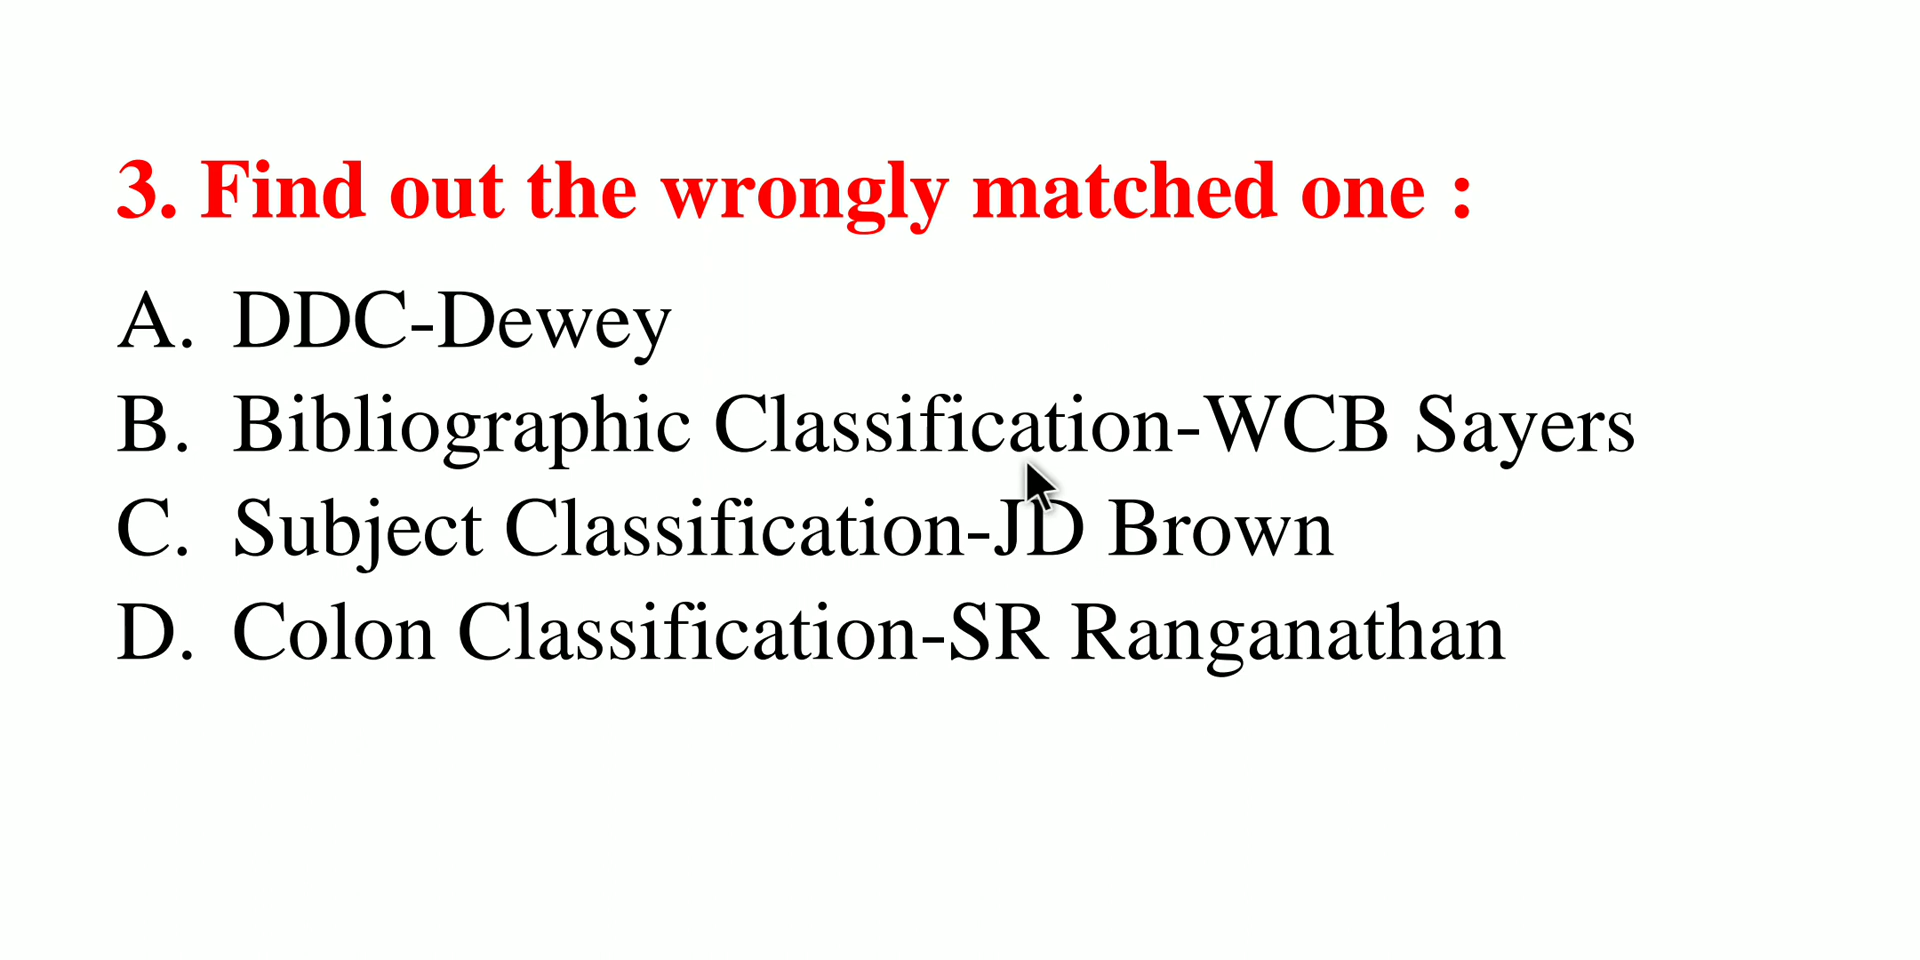 3. Find out the wrongly matched one :
A. DDC-Dewey
B. Bibliographic Classification-WCB Sayers
C. Subject Classification-JD Brown
D. Colon Classification-SR Ranganathan